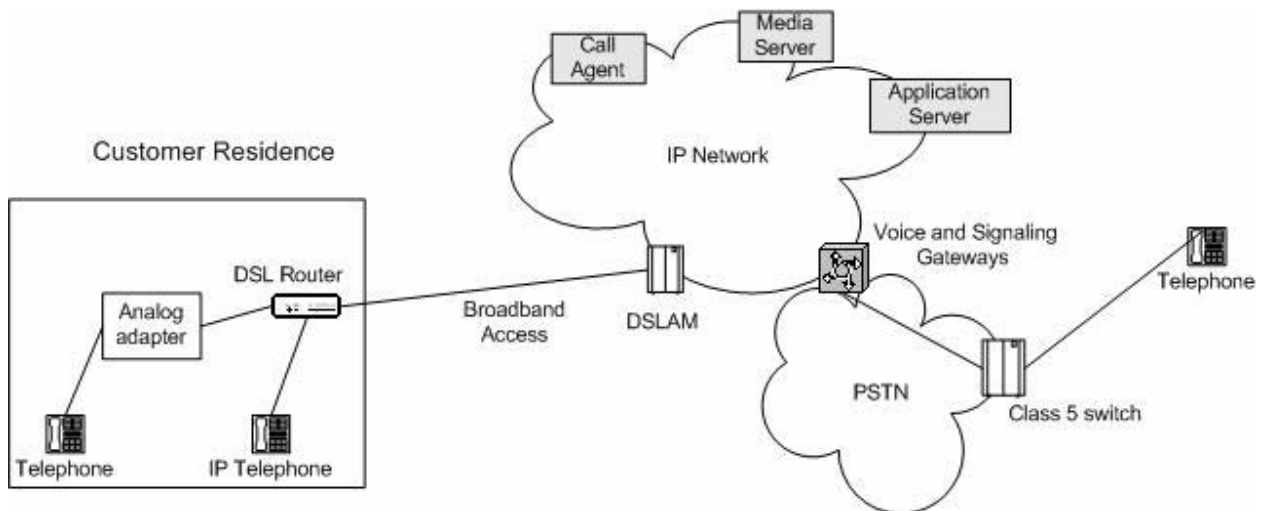 Call
Agent
Media
Server
Application
Server
IP Network
Customer Residence
Voice and Signaling
Gateways
Telephone
DSL Router
Analog
adapter
Broadband
Access
DSLAM
PSTN
Class 5 switch
Telephone
IP Telephone